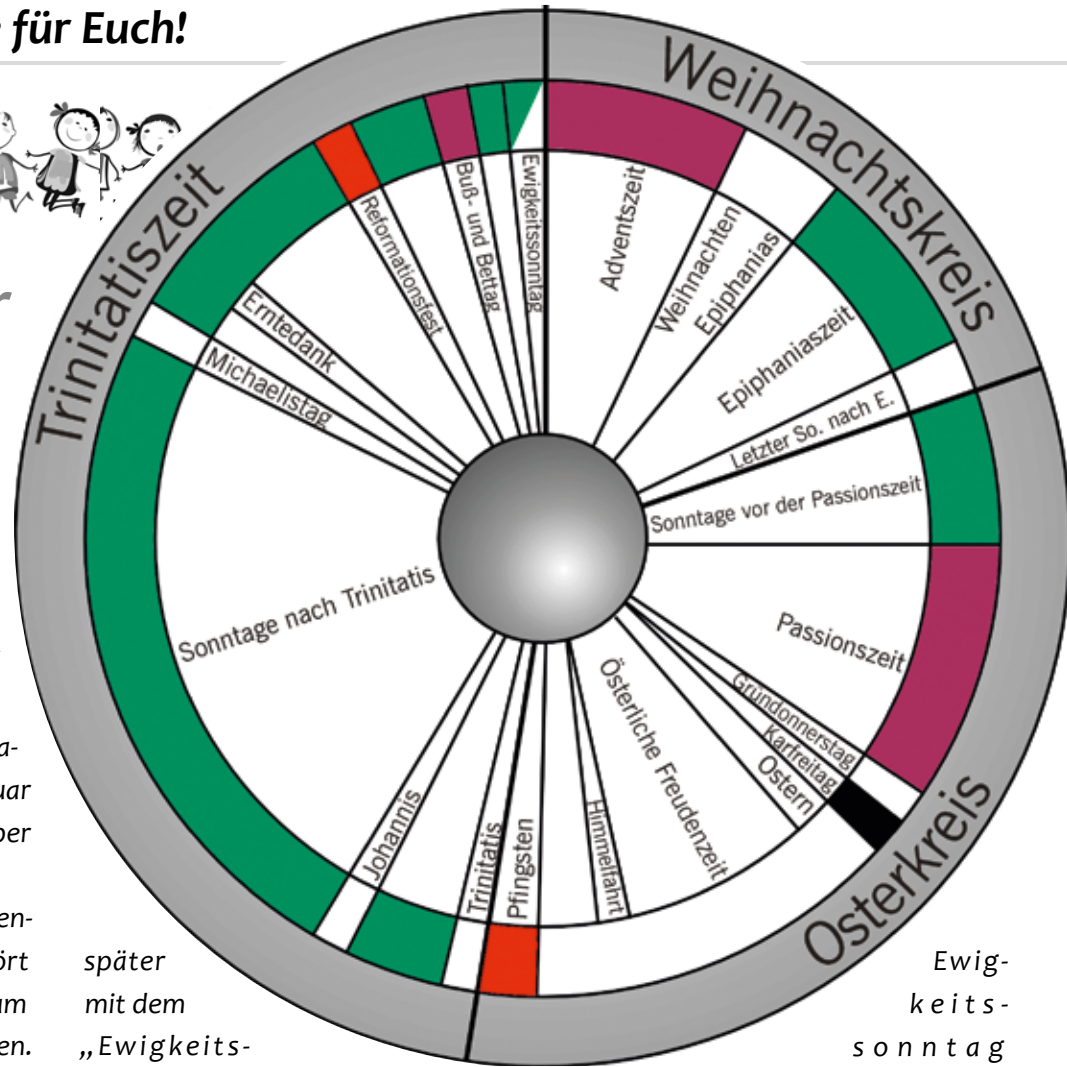 für Euch!
Weihnachtskreis
Osterkreis
Trinitatiszeit
Adventszeit
Weihnachten
Epiphanias
Epiphaniaszeit
Letzter So. nach E.
Sonntage vor der Passionszeit
Passionszeit
Gründonnerstag
Karfreitag
Ostern
Österliche Freudenzeit
Himmelfahrt
Pfingsten
Trinitatis
Johannis
Sonntage nach Trinitatis
Michaelistag
Erntedank
Reformationsfest
Buß- und Bettag
Ewigkeitssonntag
später
mit dem
„Ewigkeits-
Ewig-
keits-
sonntag